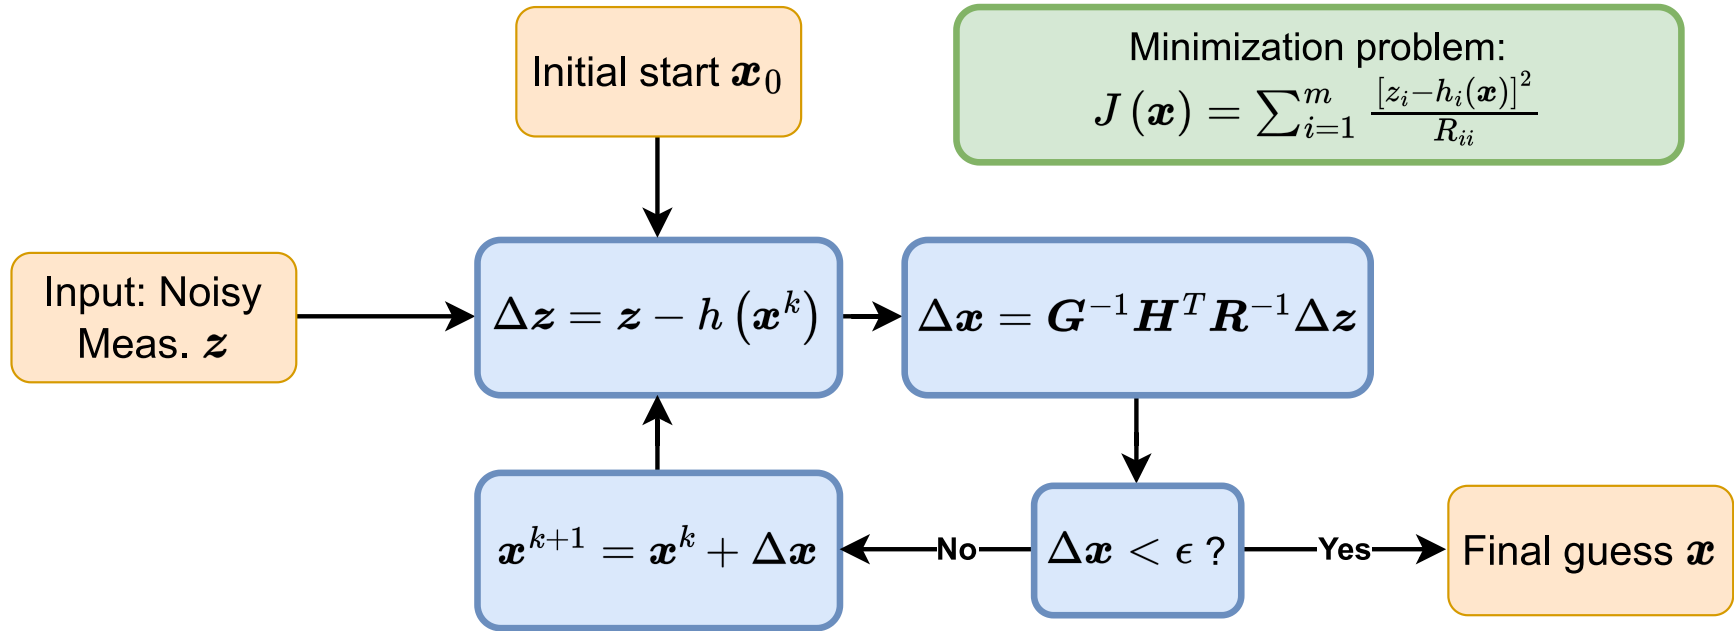 Initial start 𝒙₀
Minimization problem:
J (𝒙) = ∑ᵢ₌₁ᵐ [zᵢ−hᵢ(𝒙)]² / Rᵢᵢ
Input: Noisy
Meas. 𝒛
Δ𝒛 = 𝒛 − h (𝒙ᵏ)
Δ𝒙 = 𝑮⁻¹𝑯ᵀ𝑹⁻¹Δ𝒛
𝒙ᵏ⁺¹ = 𝒙ᵏ + Δ𝒙
No
Δ𝒙 < ϵ ?
Yes
Final guess 𝒙